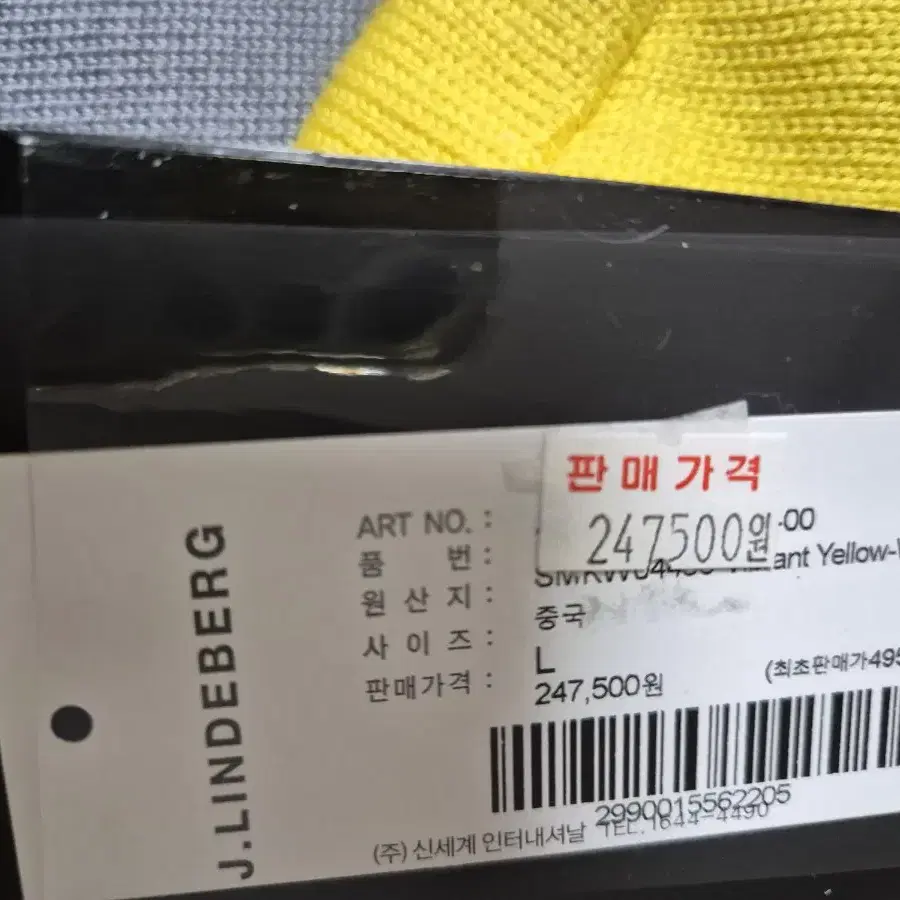 J.LINDEBERG
판매가격
247500원
ART NO. : -00
품 번 : ant Yellow-
원 산 지 : 중국
사 이 즈 : L
판매가격 : 247,500원 (최초판매가495
2990015562205
(주) 신세계 인터내셔날 TEL.1644-4490